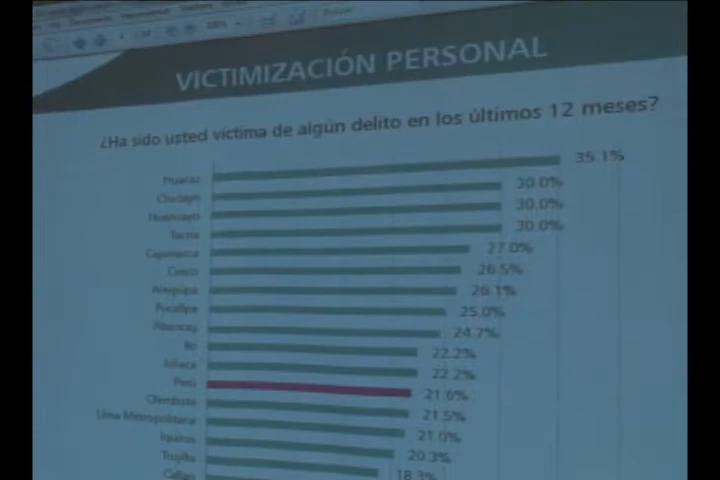 VICTIMIZACIÓN PERSONAL
¿Ha sido usted víctima de algún delito en los últimos 12 meses?
Huaraz 35.1%
Chiclayo 30.0%
Huancayo 30.0%
Tacna 30.0%
Cajamarca 27.0%
Cusco 26.5%
Arequipa 26.1%
Pucallpa 25.0%
Abancay 24.7%
Ilo 22.2%
Juliaca 22.2%
Perú 21.6%
Chimbote 21.5%
Lima Metropolitana 21.0%
Iquitos 20.3%
Trujillo 18.3%
Callao